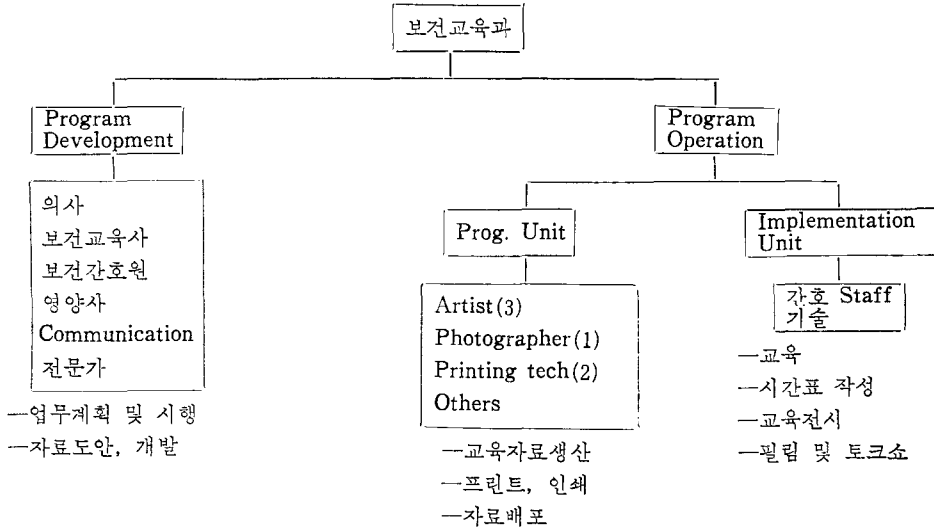 보건교육과
Program
Development
의사
보건교육사
보건간호원
영양사
Communication
전문가
—업무계획 및 시행
—자료도안, 개발
Program
Operation
Prog. Unit
Artist(3)
Photographer(1)
Printing tech(2)
Others
—교육자료생산
—프린트, 인쇄
—자료배포
Implementation
Unit
간호 Staff
기술
—교육
—시간표 작성
—교육전시
—필림 및 토크쇼